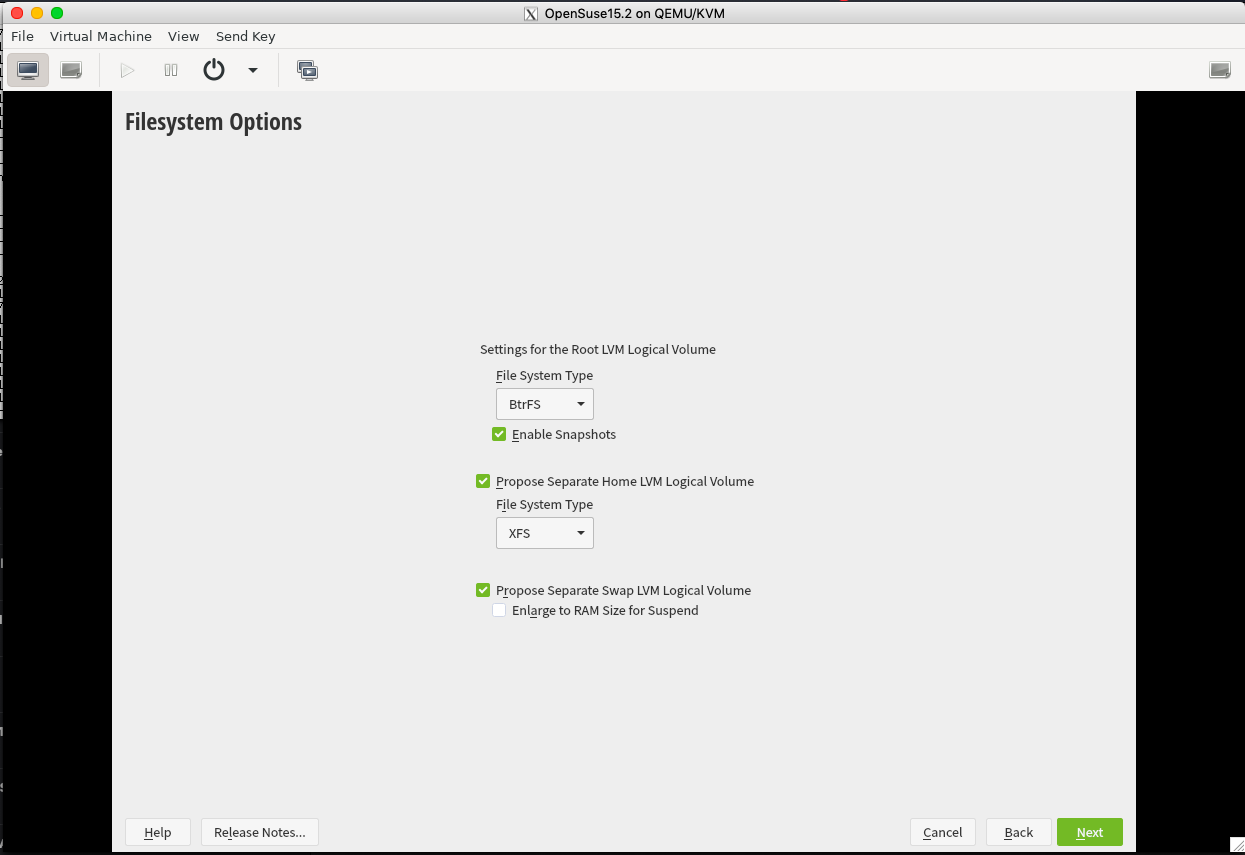 OpenSuse15.2 on QEMU/KVM
File Virtual Machine View Send Key
Filesystem Options
Settings for the Root LVM Logical Volume
File System Type
BtrFS
Enable Snapshots
Propose Separate Home LVM Logical Volume
File System Type
XFS
Propose Separate Swap LVM Logical Volume
Enlarge to RAM Size for Suspend
Help Release Notes... Cancel Back Next